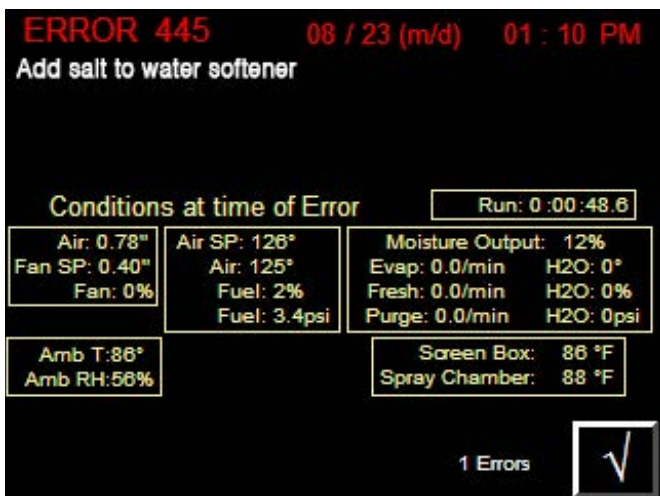 ERROR 445 08 / 23 (m/d) 01 : 10 PM
Add salt to water softener
Conditions at time of Error
Run: 0 :00:48.6
Air: 0.78"
Fan SP: 0.40"
Fan: 0%
Air SP: 126°
Air: 125°
Fuel: 2%
Fuel: 3.4psi
Moisture Output: 12%
Evap: 0.0/min H2O: 0°
Fresh: 0.0/min H2O: 0%
Purge: 0.0/min H2O: 0psi
Amb T:86°
Amb RH:56%
Screen Box: 86 °F
Spray Chamber: 88 °F
1 Errors
√